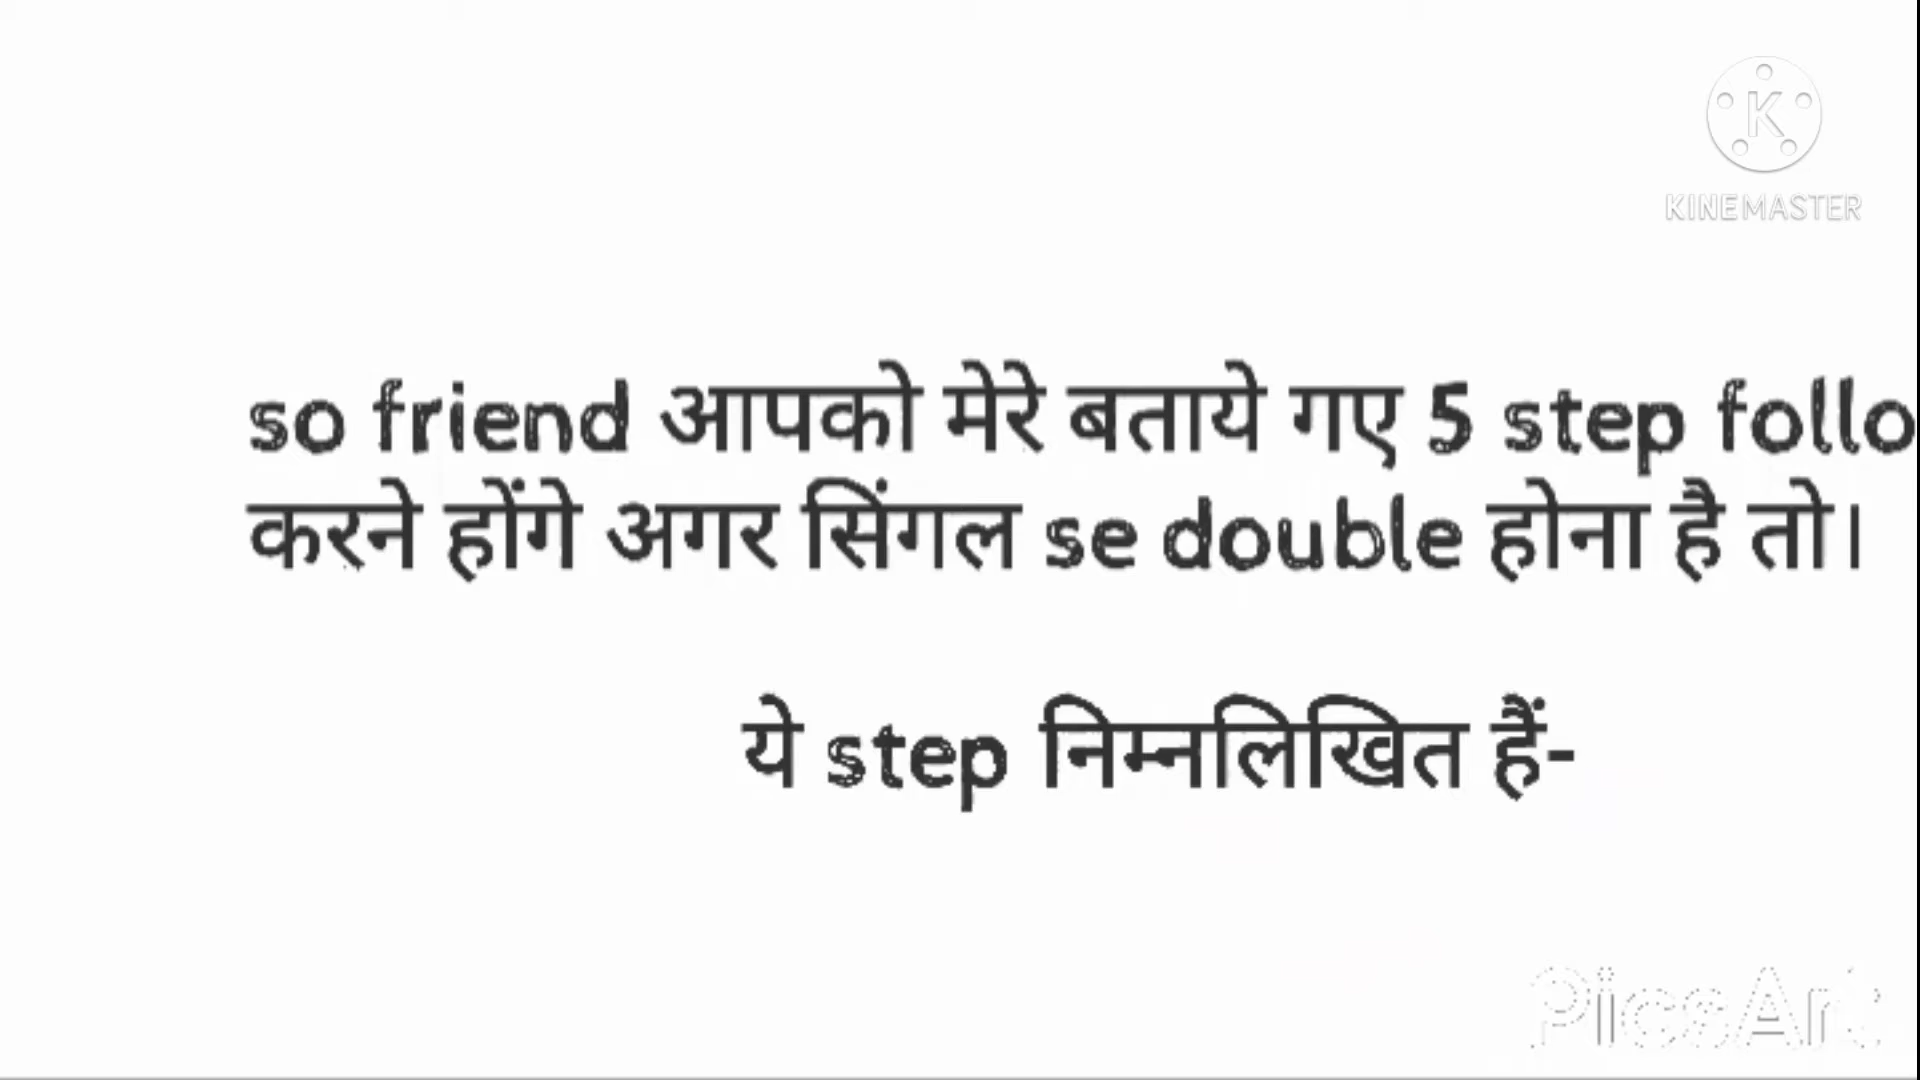 KINEMASTER
so friend आपको मेरे बताये गए 5 step follo
करने होंगे अगर सिंगल se double होना है तो।
ये step निम्नलिखित हैं-
PicsArt